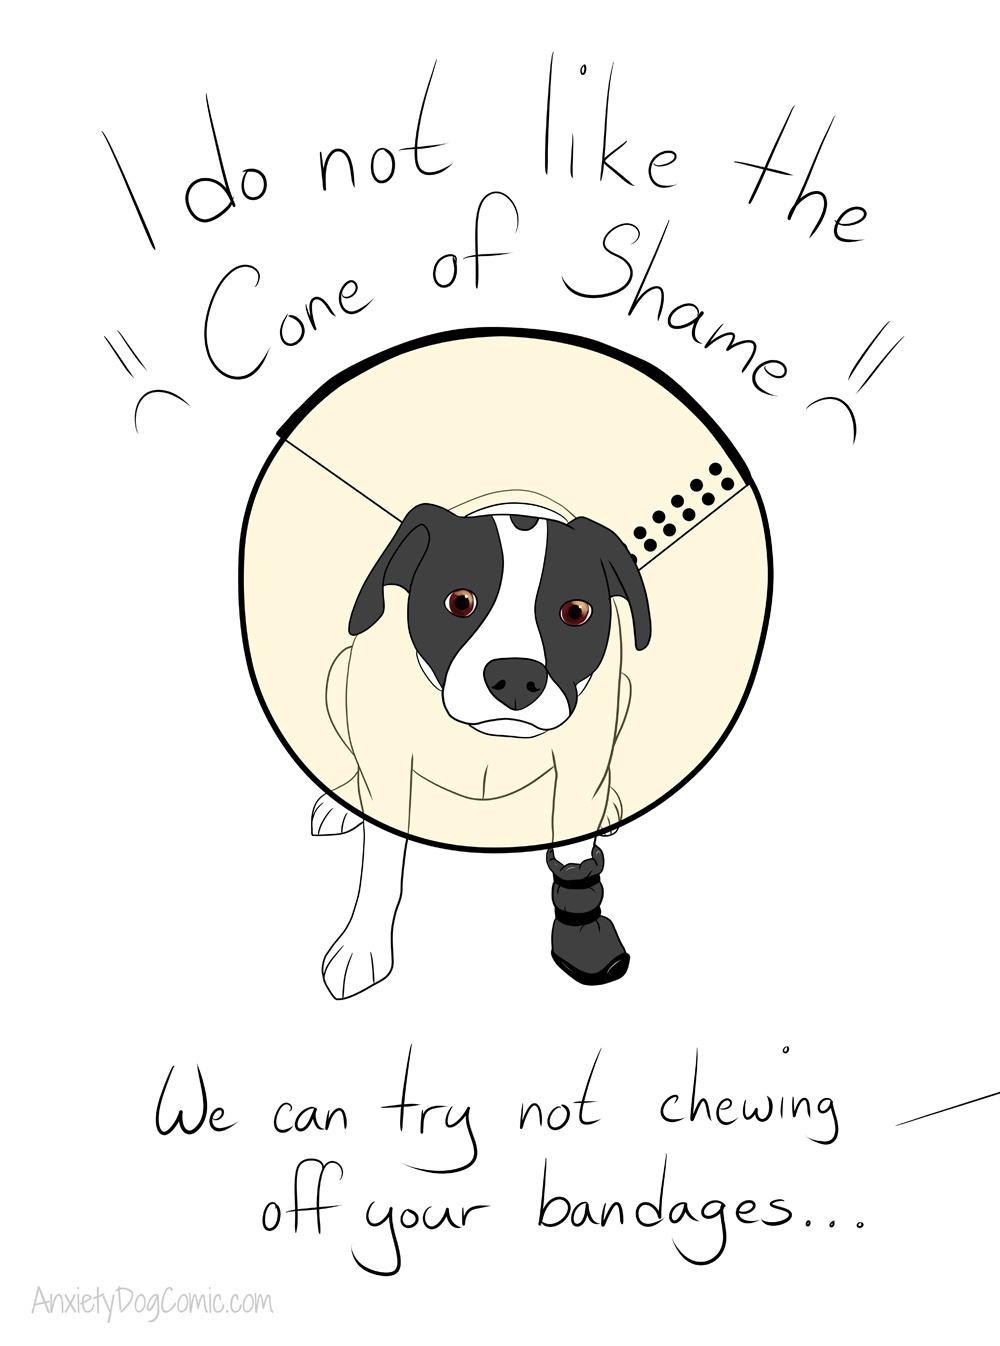 I do not like the
Cone of Shame
We can try not chewing
off your bandages...
AnxietyDogComic.com